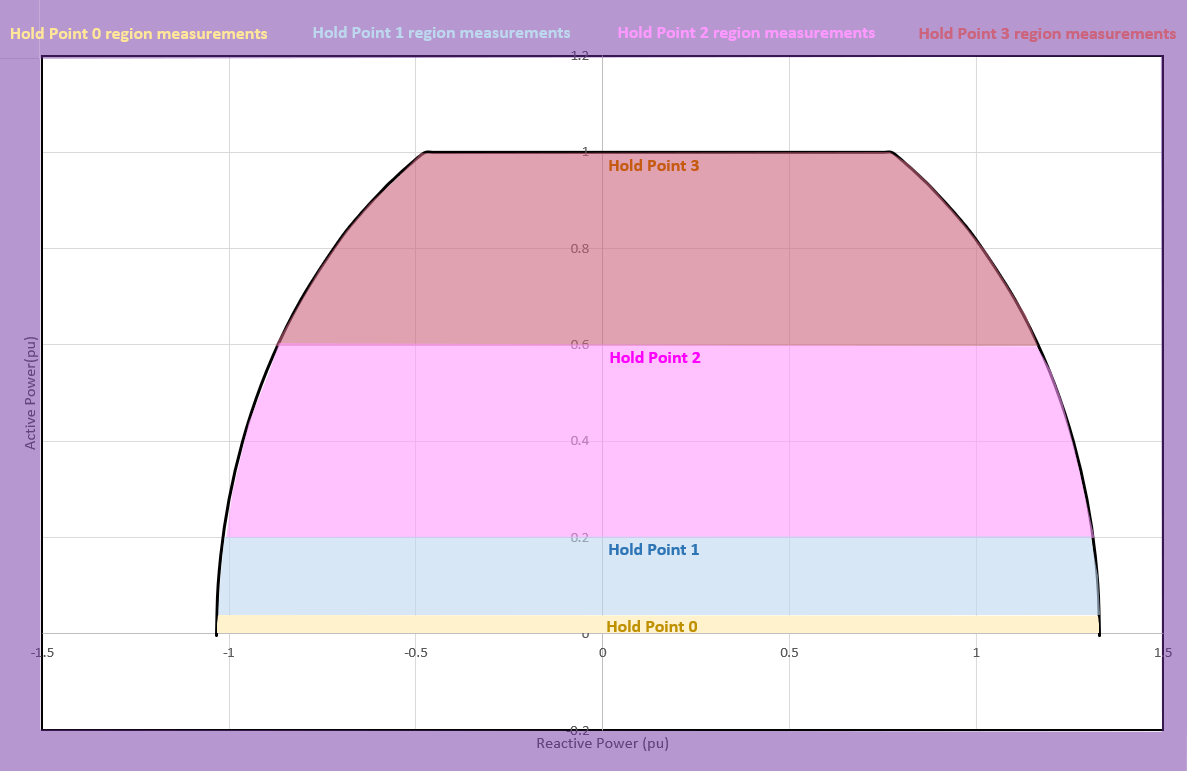 Hold Point 0 region measurements
Hold Point 1 region measurements
Hold Point 2 region measurements
Hold Point 3 region measurements
1.2
1
Hold Point 3
0.8
0.6
Hold Point 2
Active Power(pu)
0.4
0.2
Hold Point 1
Hold Point 0
0
-1.5
-1
-0.5
0
0.5
1
1.5
-0.2
Reactive Power (pu)